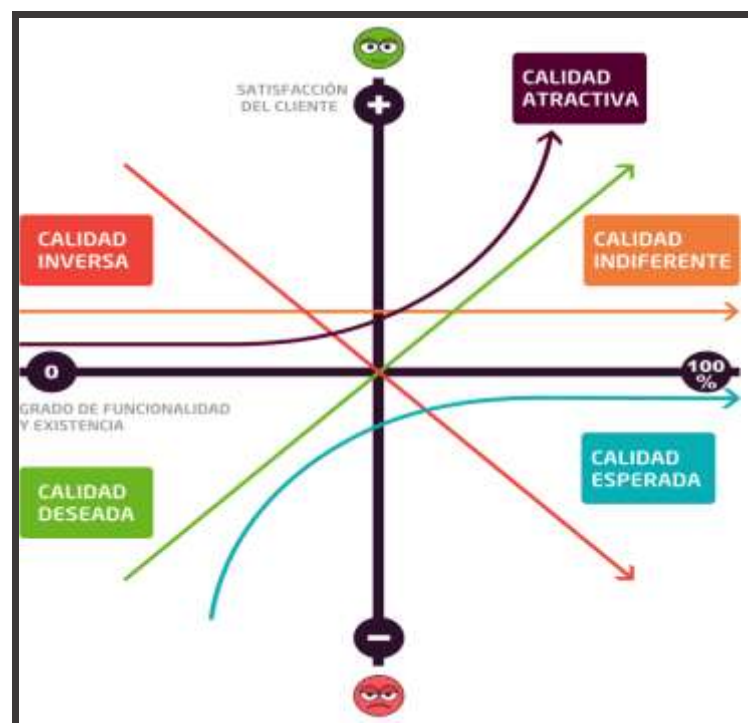 SATISFACCIÓN
DEL CLIENTE
+
CALIDAD
ATRACTIVA
CALIDAD
INVERSA
CALIDAD
INDIFERENTE
0
100
%
GRADO DE FUNCIONALIDAD
Y EXISTENCIA
CALIDAD
DESEADA
CALIDAD
ESPERADA
−